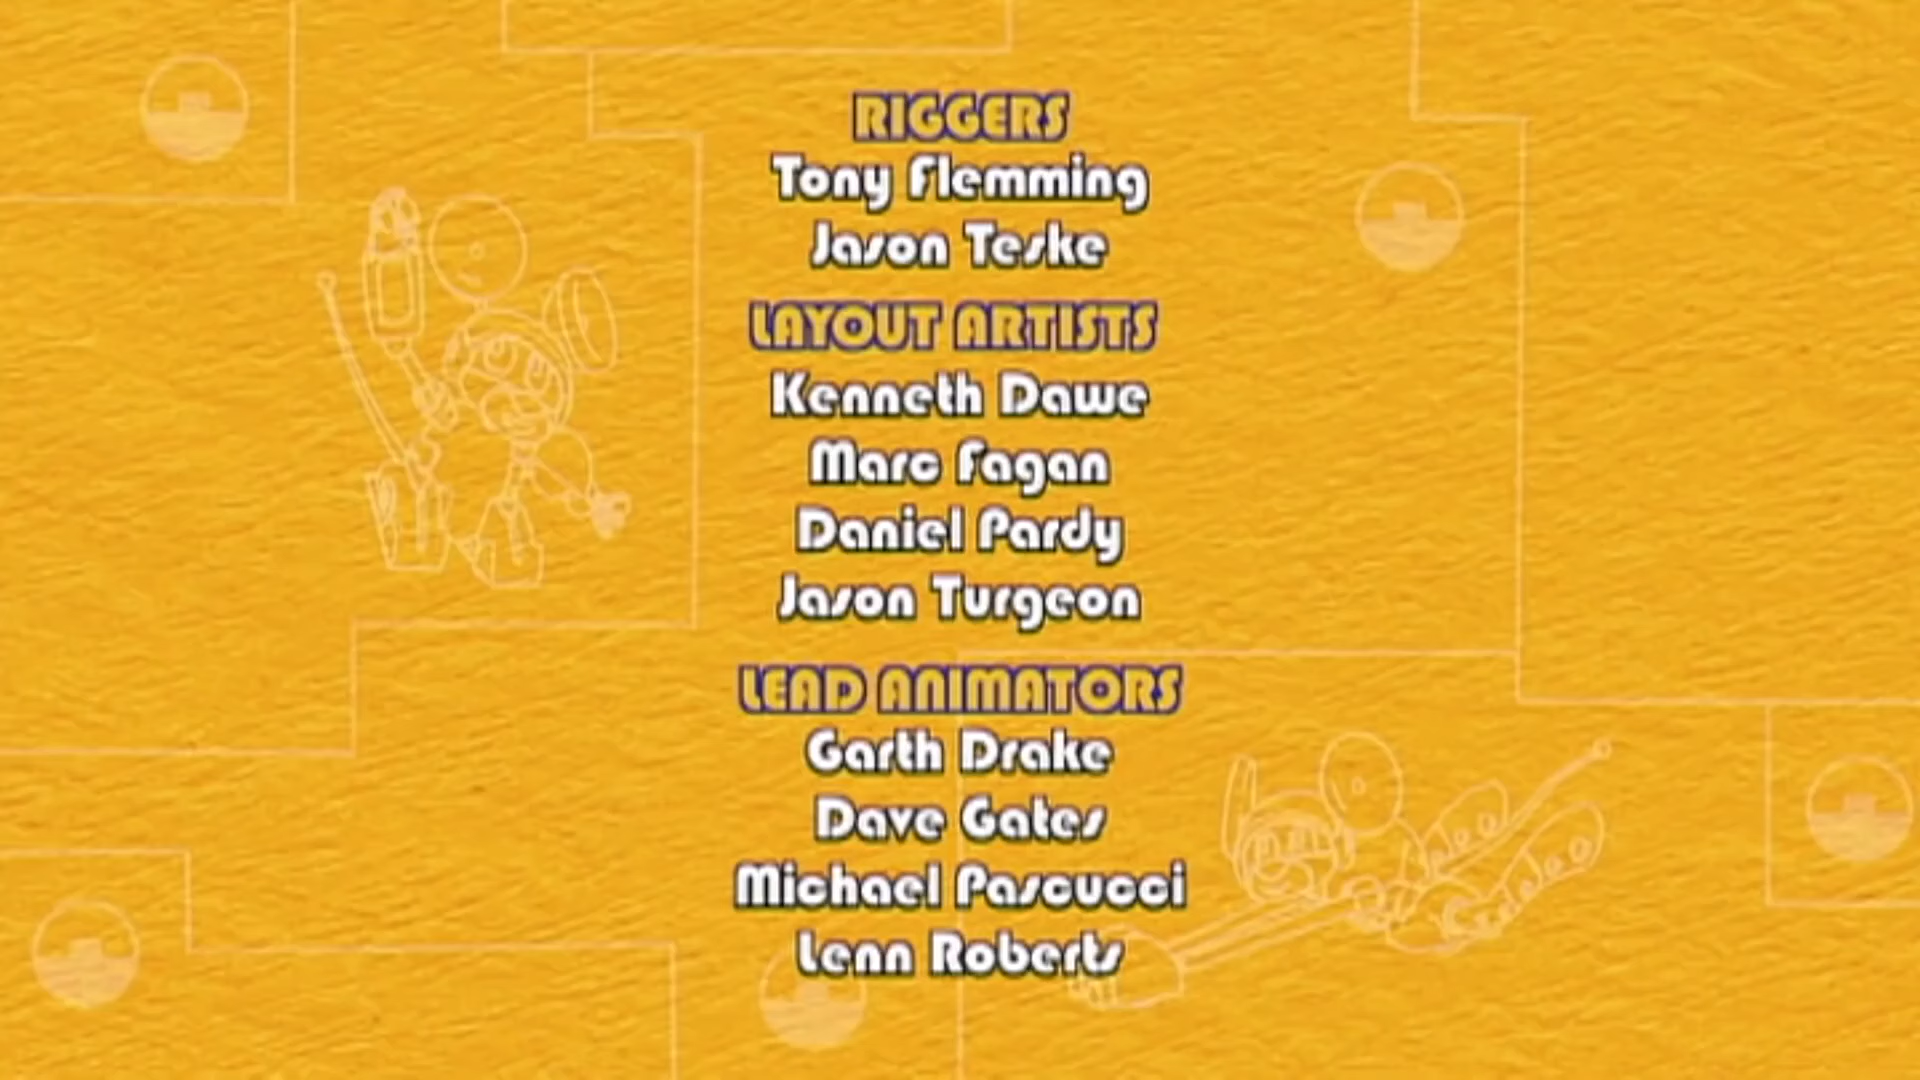 RIGGERS
Tony Flemming
Jason Teske
LAYOUT ARTISTS
Kenneth Dawe
Marc Fagan
Daniel Pardy
Jason Turgeon
LEAD ANIMATORS
Garth Drake
Dave Gates
Michael Pascucci
Lenn Roberts